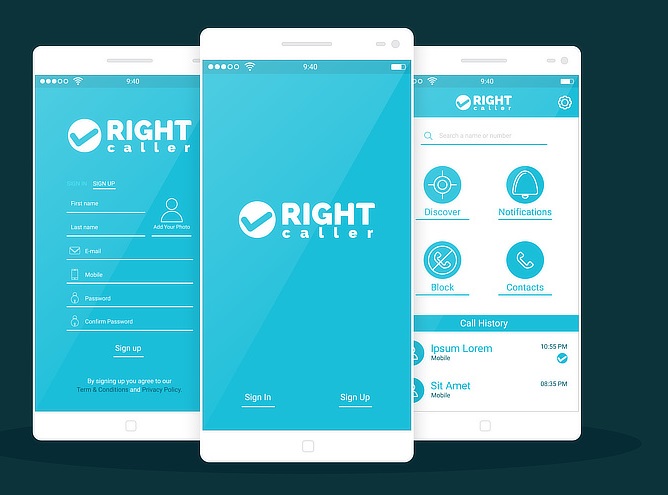 9:40
RIGHT
caller
SIGN IN SIGN UP
First name
Last name
Add Your Photo
E-mail
Mobile
Password
Confirm Password
Sign up
By signing up you agree to our
Term & Conditions and Privacy Policy.
9:40
RIGHT
caller
Sign In
Sign Up
9:40
RIGHT
caller
Search a name or number
Discover
Notifications
Block
Contacts
Call History
Ipsum Lorem
Mobile
10:55 PM
Sit Amet
Mobile
08:35 PM